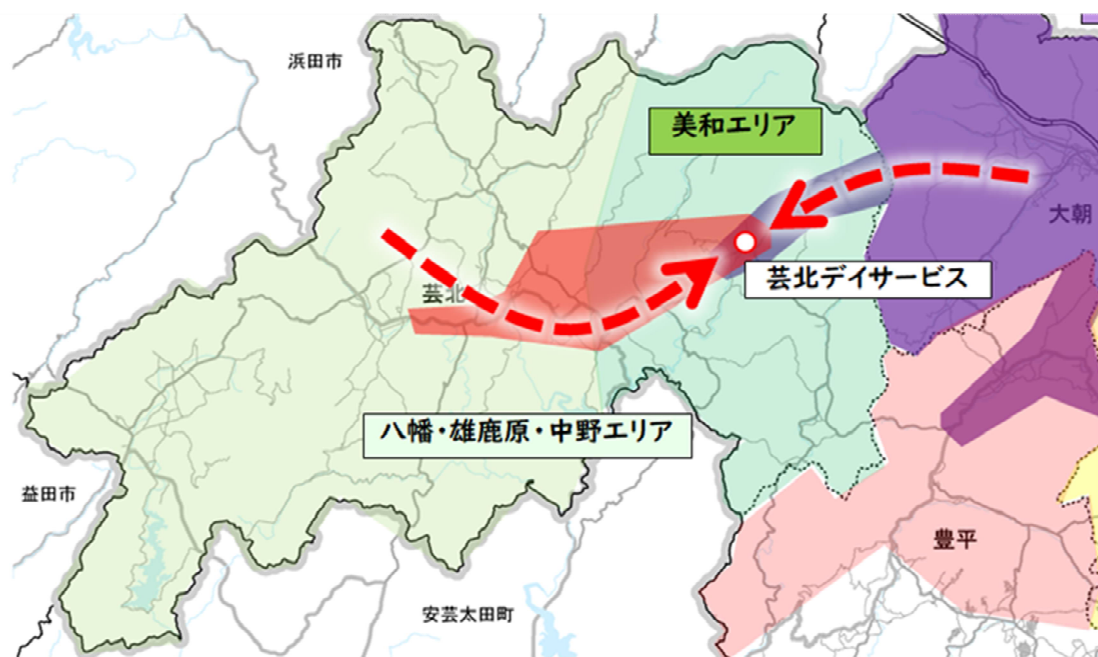 浜田市
美和エリア
大朝
芸北デイサービス
芸北
八幡・雄鹿原・中野エリア
益田市
豊平
安芸太田町